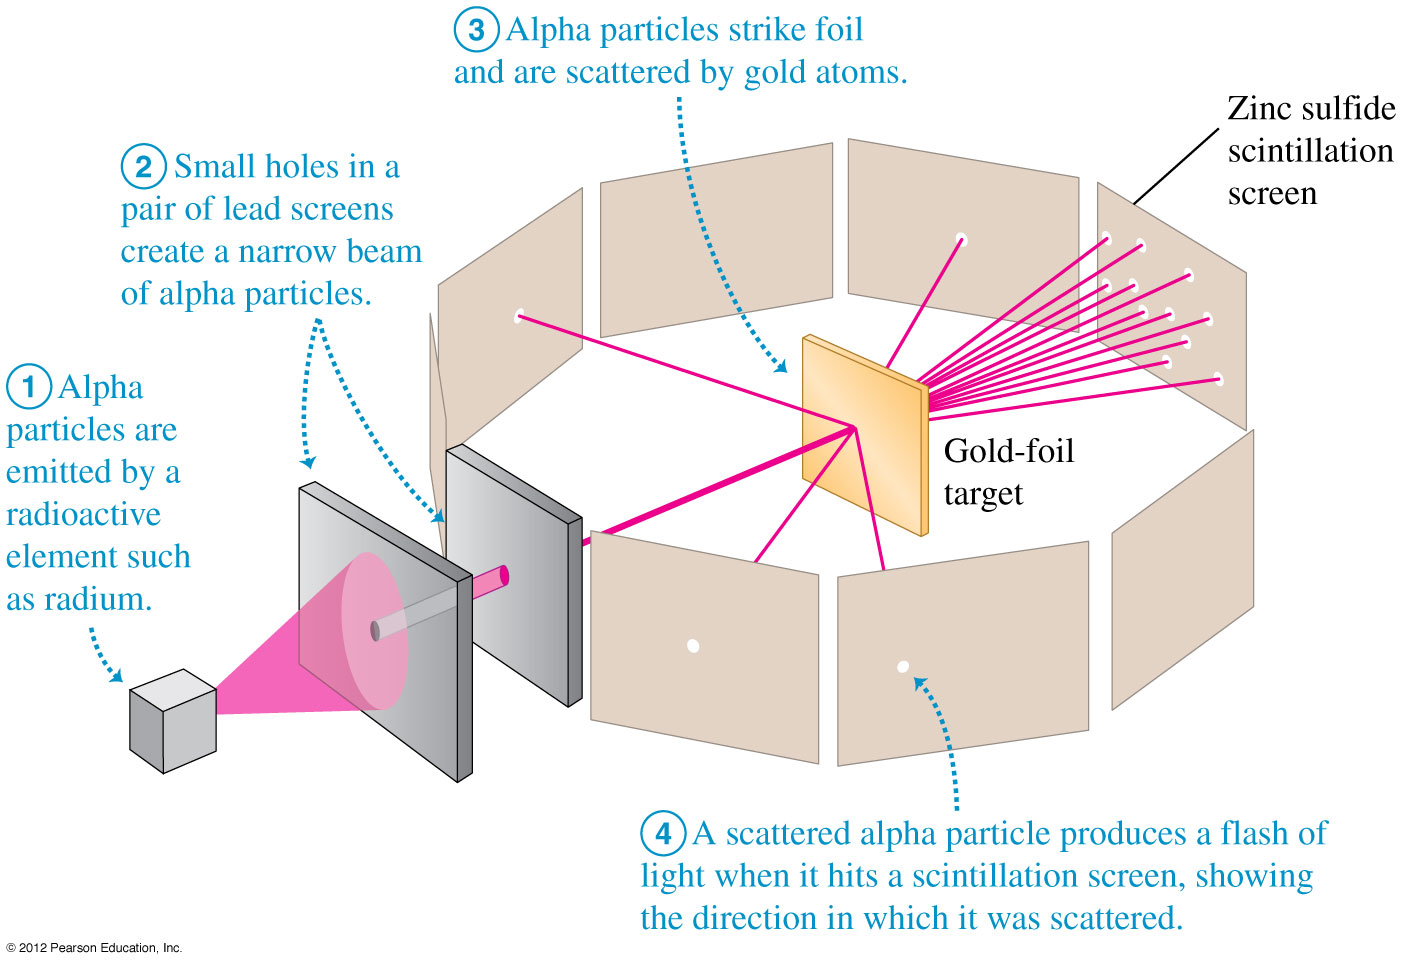 ③ Alpha particles strike foil
and are scattered by gold atoms.
Zinc sulfide
scintillation
screen
② Small holes in a
pair of lead screens
create a narrow beam
of alpha particles.
① Alpha
particles are
emitted by a
radioactive
element such
as radium.
Gold-foil
target
④ A scattered alpha particle produces a flash of
light when it hits a scintillation screen, showing
the direction in which it was scattered.
© 2012 Pearson Education, Inc.